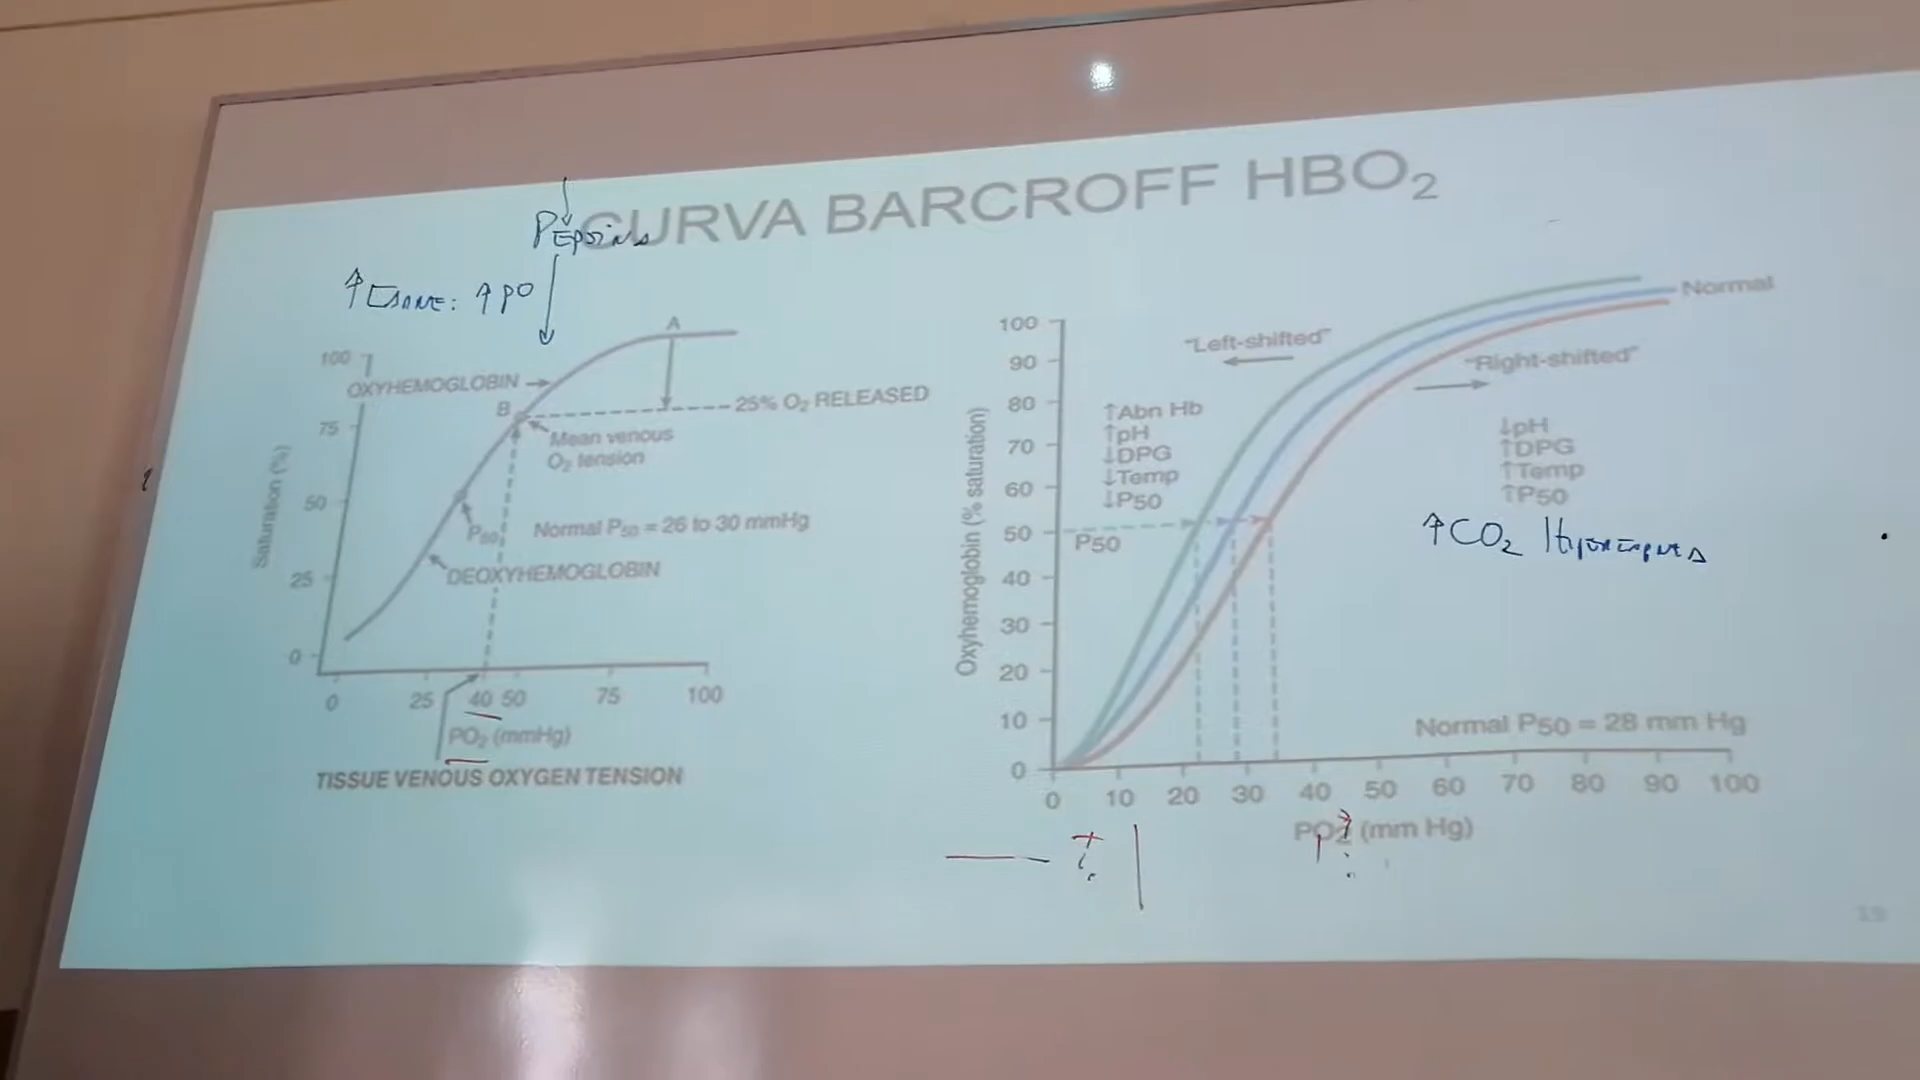 CURVA BARCROFF HBO₂
↑ PO
100
OXYHEMOGLOBIN
A
B
75
25% O₂ RELEASED
Mean venous
O₂ tension
Saturation (%)
50
P50
Normal P50 = 26 to 30 mmHg
25
DEOXYHEMOGLOBIN
0
0 25 40 50 75 100
PO₂ (mmHg)
TISSUE VENOUS OXYGEN TENSION
Normal
"Left-shifted"
"Right-shifted"
100
90
80
70
60
50
40
30
20
10
0
Oxyhemoglobin (% saturation)
↑Abn Hb
↑pH
↓DPG
↓Temp
↓P50
P50
↓pH
↑DPG
↑Temp
↑P50
↑CO₂
Normal P50 = 28 mm Hg
0 10 20 30 40 50 60 70 80 90 100
PO2 (mm Hg)